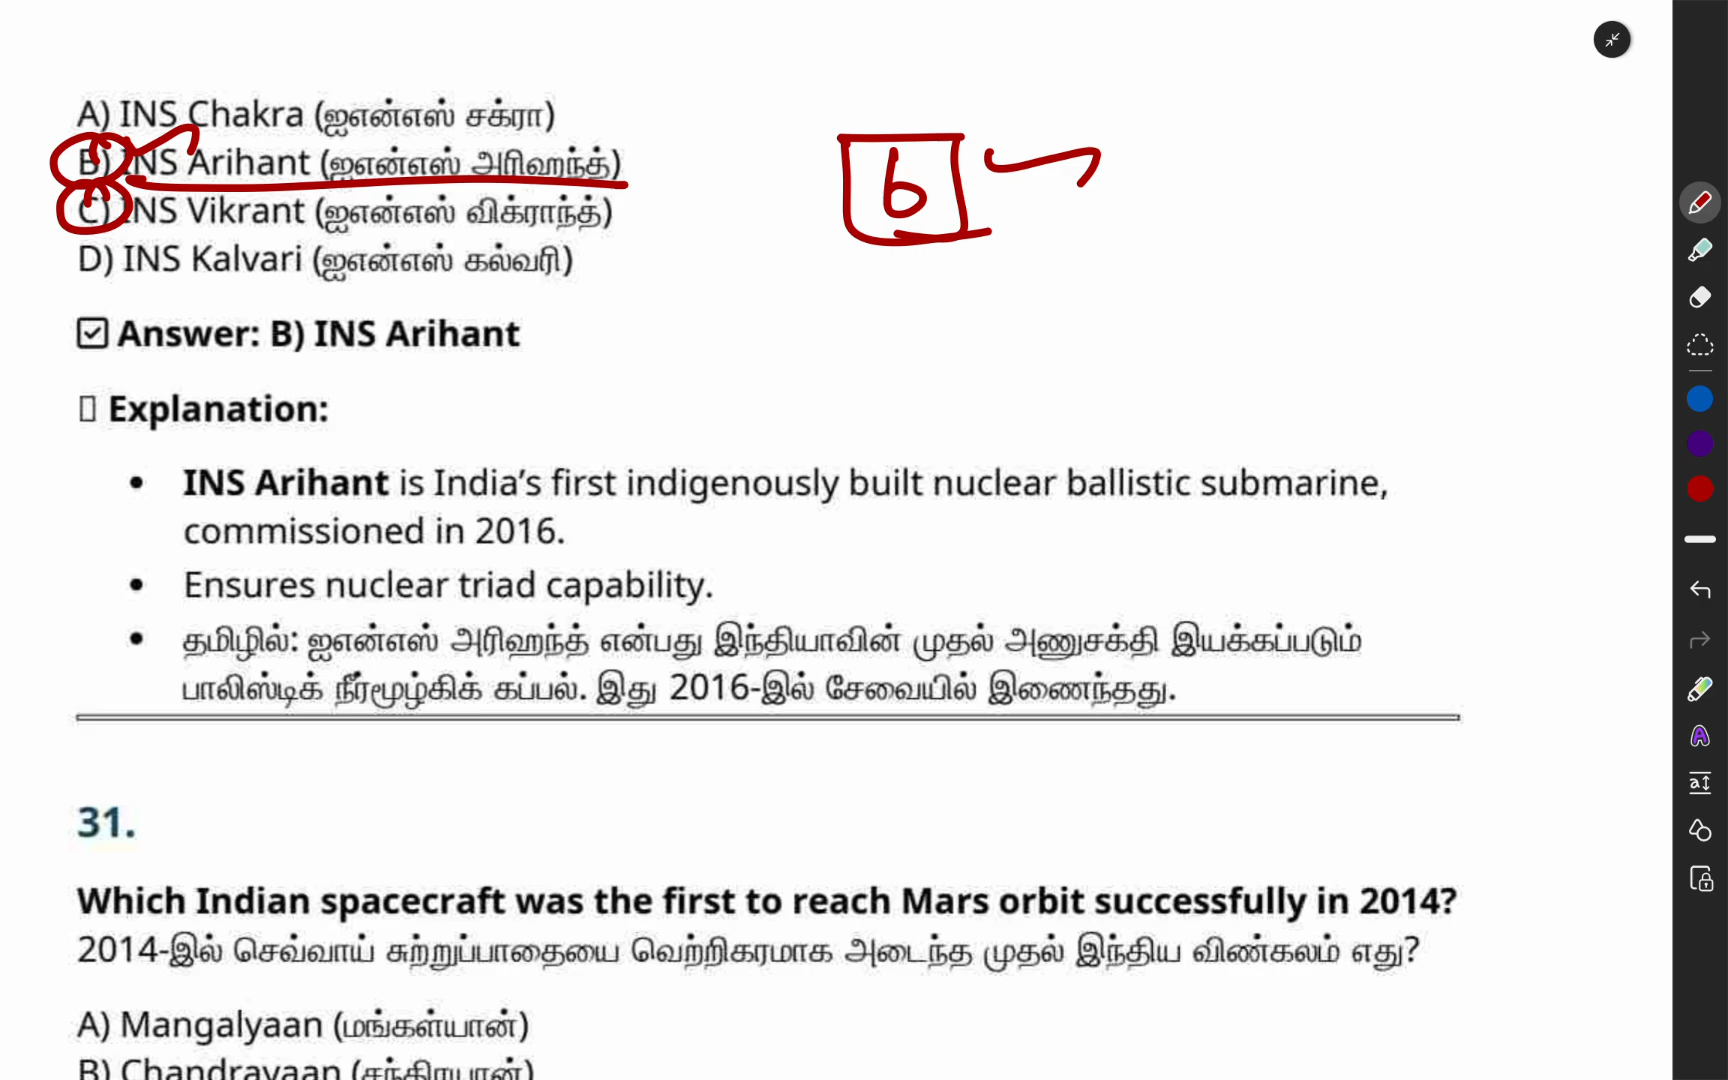 A) INS Chakra (ஐஎன்எஸ் சக்ரா)
B) INS Arihant (ஐஎன்எஸ் அரிஹந்த்)
C) INS Vikrant (ஐஎன்எஸ் விக்ராந்த்)
D) INS Kalvari (ஐஎன்எஸ் கல்வரி)
b
Answer: B) INS Arihant
Explanation:
• INS Arihant is India’s first indigenously built nuclear ballistic submarine,
commissioned in 2016.
• Ensures nuclear triad capability.
• தமிழில்: ஐஎன்எஸ் அரிஹந்த் என்பது இந்தியாவின் முதல் அணுசக்தி இயக்கப்படும்
பாலிஸ்டிக் நீர்மூழ்கிக் கப்பல். இது 2016-இல் சேவையில் இணைந்தது.
31.
Which Indian spacecraft was the first to reach Mars orbit successfully in 2014?
2014-இல் செவ்வாய் சுற்றுப்பாதையை வெற்றிகரமாக அடைந்த முதல் இந்திய விண்கலம் எது?
A) Mangalyaan (மங்கள்யான்)
B) Chandrayaan (சந்திரயான்)